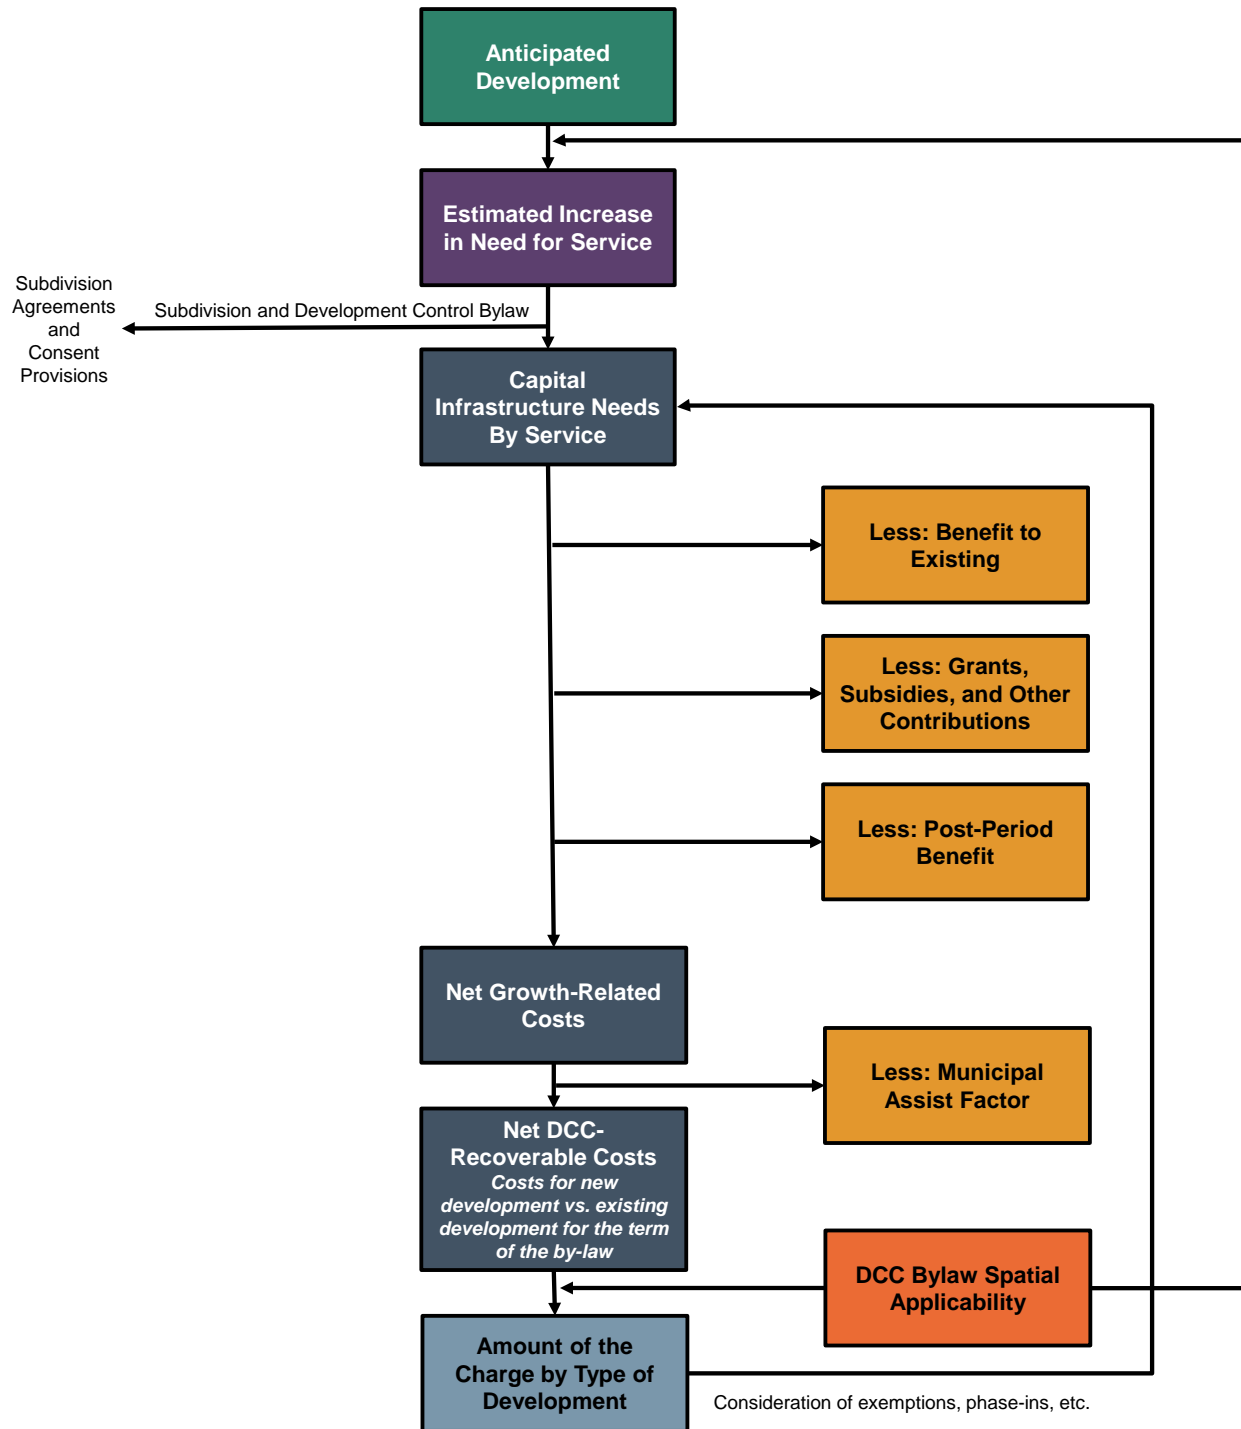 Anticipated
Development
Estimated Increase
in Need for Service
Subdivision
Agreements
and
Consent
Provisions
Subdivision and Development Control Bylaw
Capital
Infrastructure Needs
By Service
Less: Benefit to
Existing
Less: Grants,
Subsidies, and Other
Contributions
Less: Post-Period
Benefit
Net Growth-Related
Costs
Less: Municipal
Assist Factor
Net DCC-
Recoverable Costs
Costs for new
development vs. existing
development for the term
of the by-law
DCC Bylaw Spatial
Applicability
Amount of the
Charge by Type of
Development
Consideration of exemptions, phase-ins, etc.